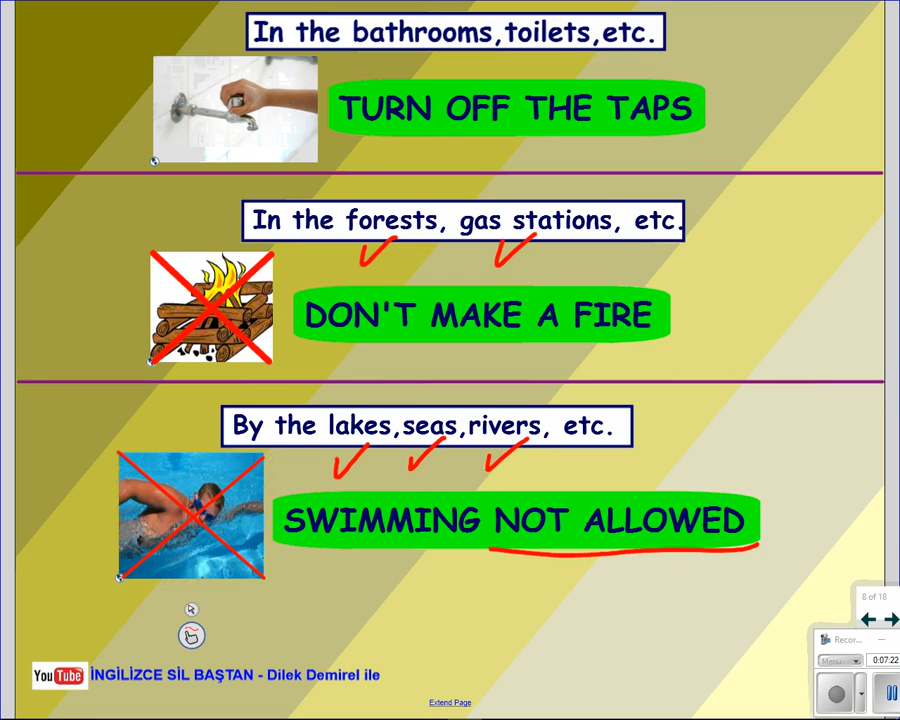 In the bathrooms,toilets,etc.
TURN OFF THE TAPS
In the forests, gas stations, etc.
DON'T MAKE A FIRE
By the lakes,seas,rivers, etc.
SWIMMING NOT ALLOWED
8 of 18
Recor...
Menu
0:07:22
YouTube İNGİLİZCE SİL BAŞTAN - Dilek Demirel ile
Extend Page